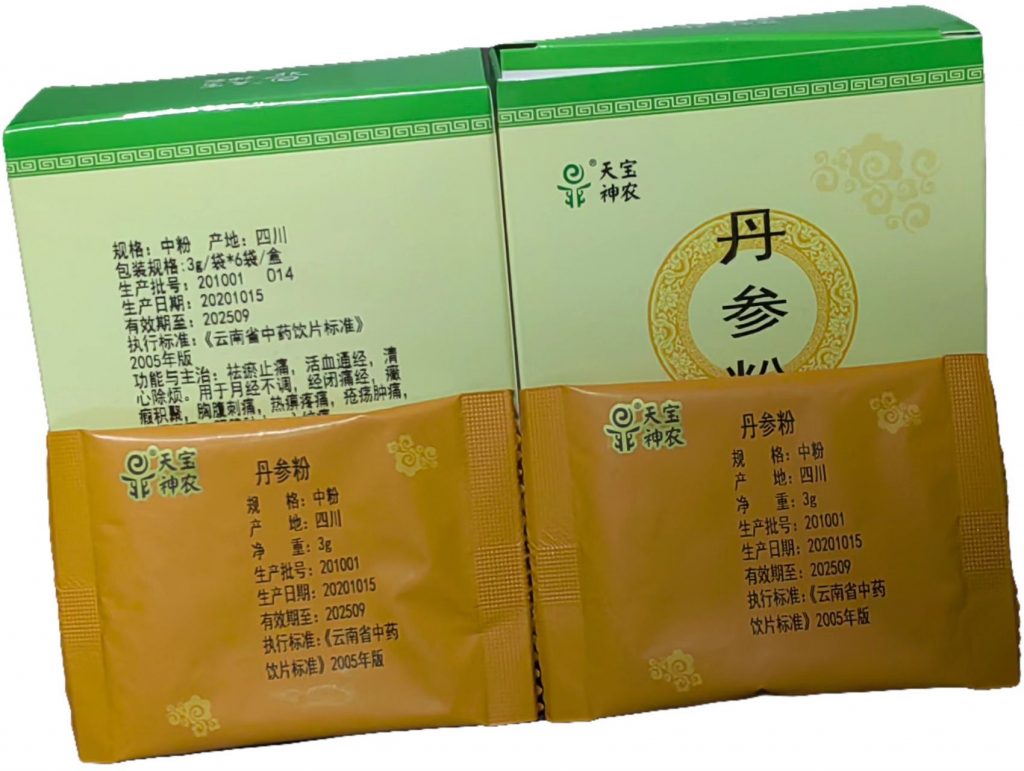 规格：中粉 产地：四川
包装规格：3g/袋*6袋/盒
生产批号：201001 014
生产日期：20201015
有效期至：202509
执行标准：《云南省中药饮片标准》
2005年版
功能与主治：祛瘀止痛，活血通经，清
心除烦。用于月经不调，经闭痛经，癥
瘕积聚，胸腹刺痛，热痹疼痛，疮疡肿痛，
天宝
神农
®
丹
参
天宝
神农
丹参粉
规 格：中粉
产 地：四川
净 重：3g
生产批号：201001
生产日期：20201015
有效期至：202509
执行标准：《云南省中药
饮片标准》2005年版
天宝
神农
丹参粉
规 格：中粉
产 地：四川
净 重：3g
生产批号：201001
生产日期：20201015
有效期至：202509
执行标准：《云南省中药
饮片标准》2005年版